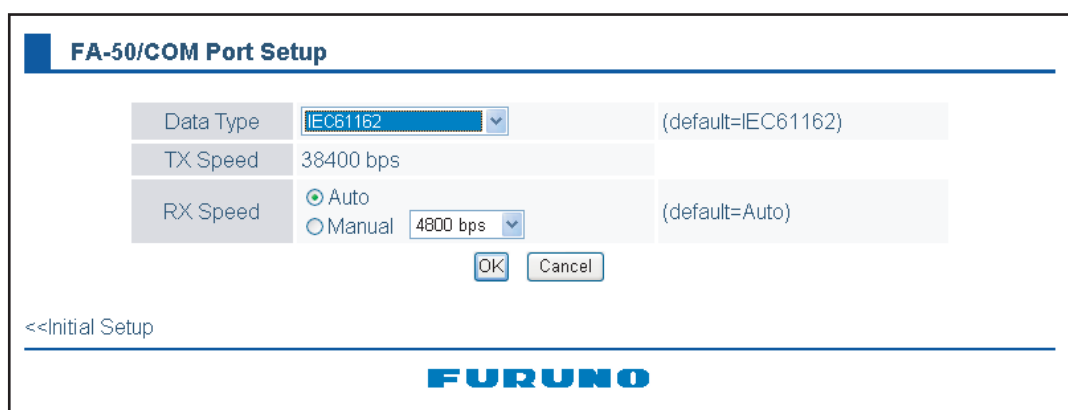 FA-50/COM Port Setup
Data Type IEC61162 (default=IEC61162)
TX Speed 38400 bps
RX Speed Auto (default=Auto)
Manual 4800 bps
OK Cancel
<<Initial Setup
FURUNO